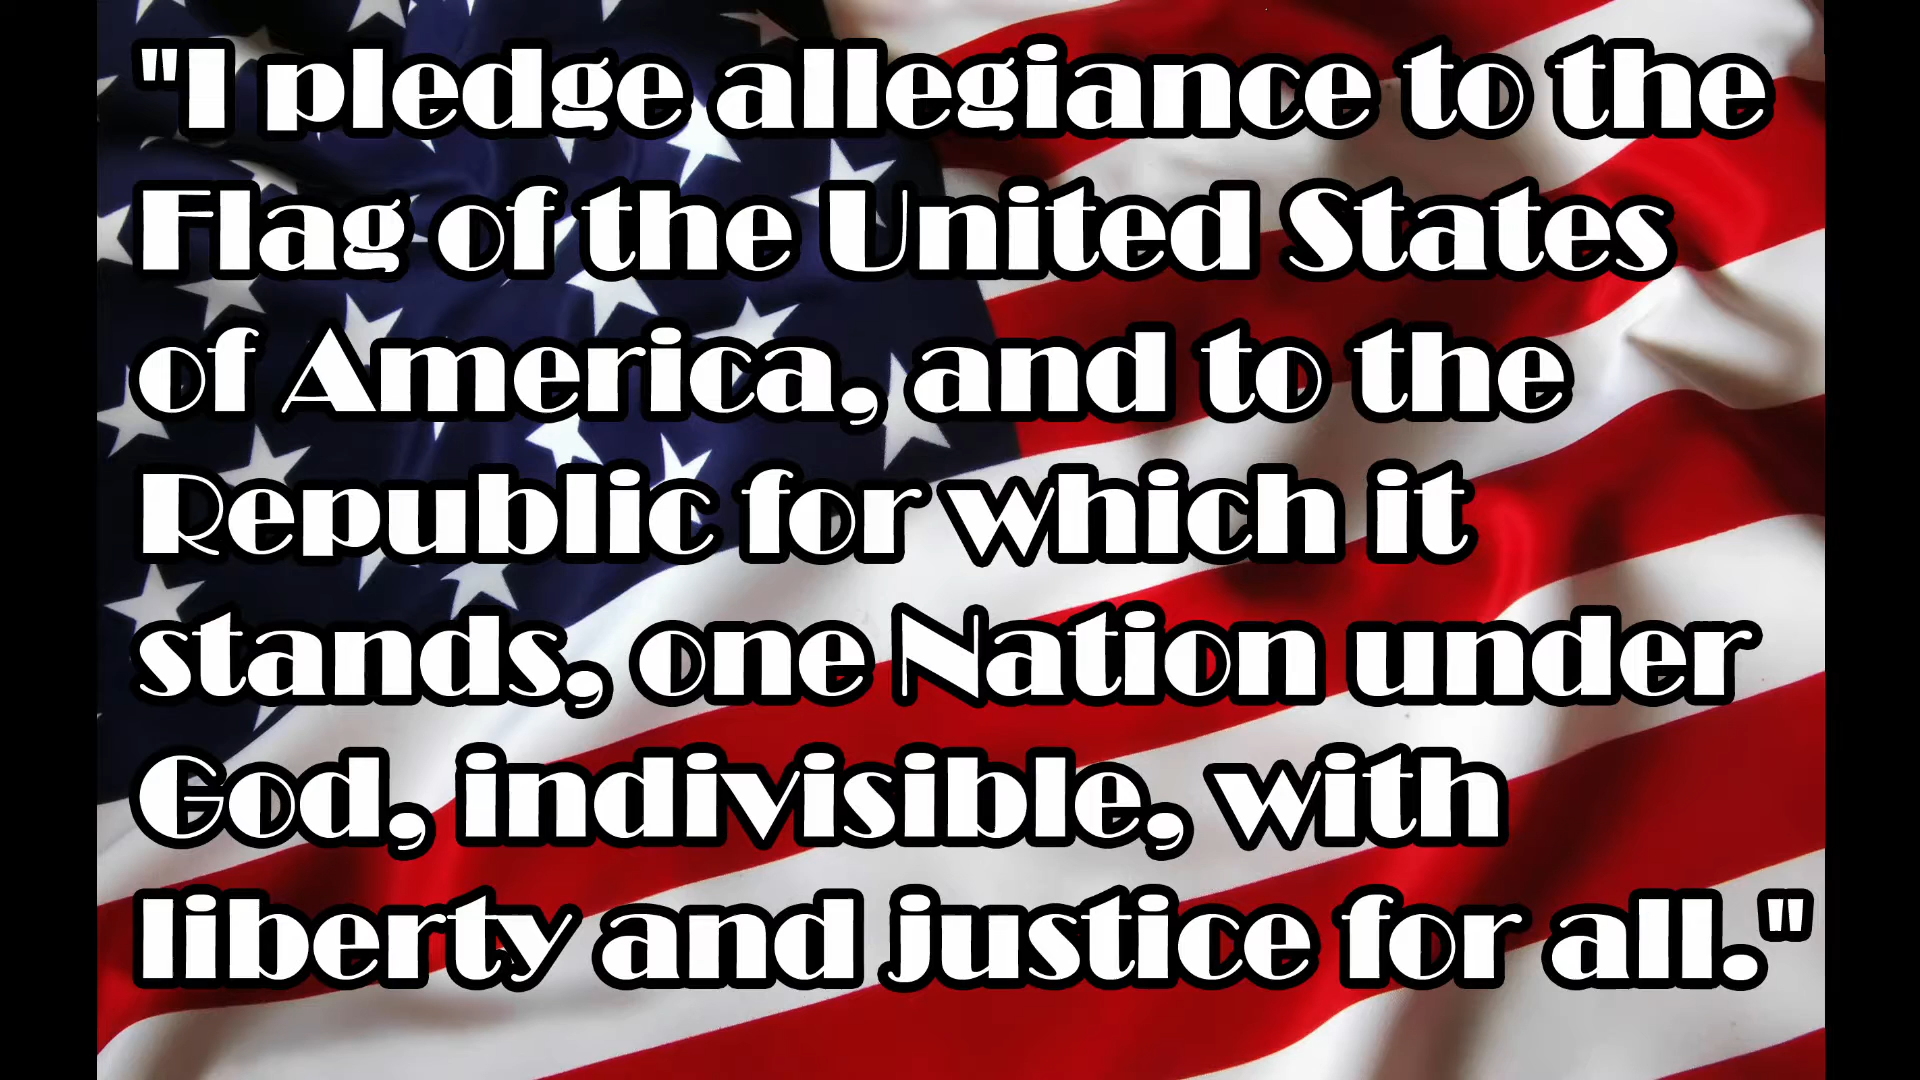 "I pledge allegiance to the
Flag of the United States
of America, and to the
Republic for which it
stands, one Nation under
God, indivisible, with
liberty and justice for all."